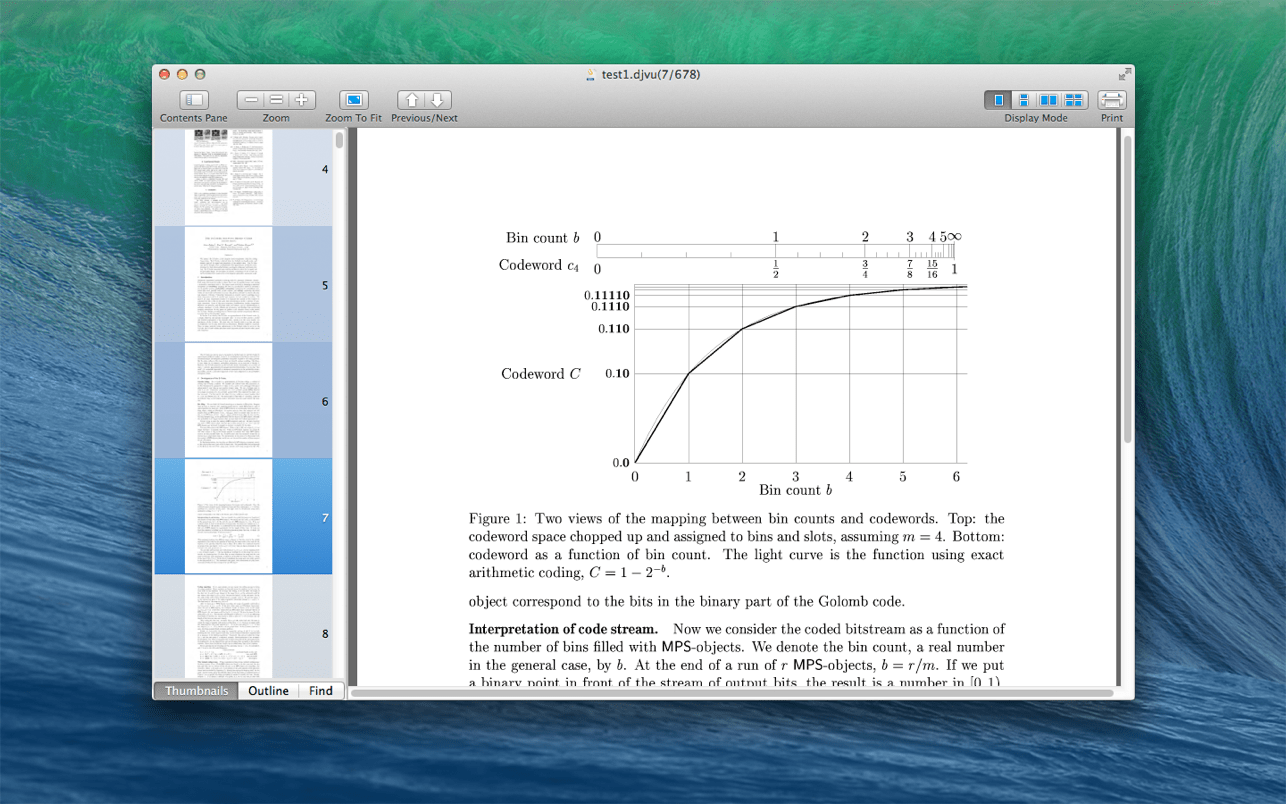 test1.djvu(7/678)
Contents Pane Zoom Zoom To Fit Previous/Next Display Mode Print
4
5
6
7
8
Thumbnails Outline Find
Bin count b 0 1 2 3 4 5 ∞
Codeword c₄ 0 1/2 3/4 7/8 15/16 1
0.11110
0.1110
0.110
Codeword C 0.10
0.0
0 1 2 3 4 5 6
Bin count b
Figure 1: Two views of the mapping between bin counts and codewords. Top: the
codeword space chopped up and assigned to bins and slots, assuming m = 4. Bottom:
codeword as a function of bin count. The light curve is the function using exact
arithmetic coding, C = 1 − 2⁻ᵇ.
object correspond to the bits in the binary part of the Golomb code.
Interpretation of code stream. Now we consider the coded bitstream as a function of
the number of bins filled with MPS-objects. We denote the bin count, a real number
in the general case, by b. At the end of a run of r MPS-objects, b = r/m. If we put
a binary point in front of the stream of output bits, the result is a number in [0, 1).